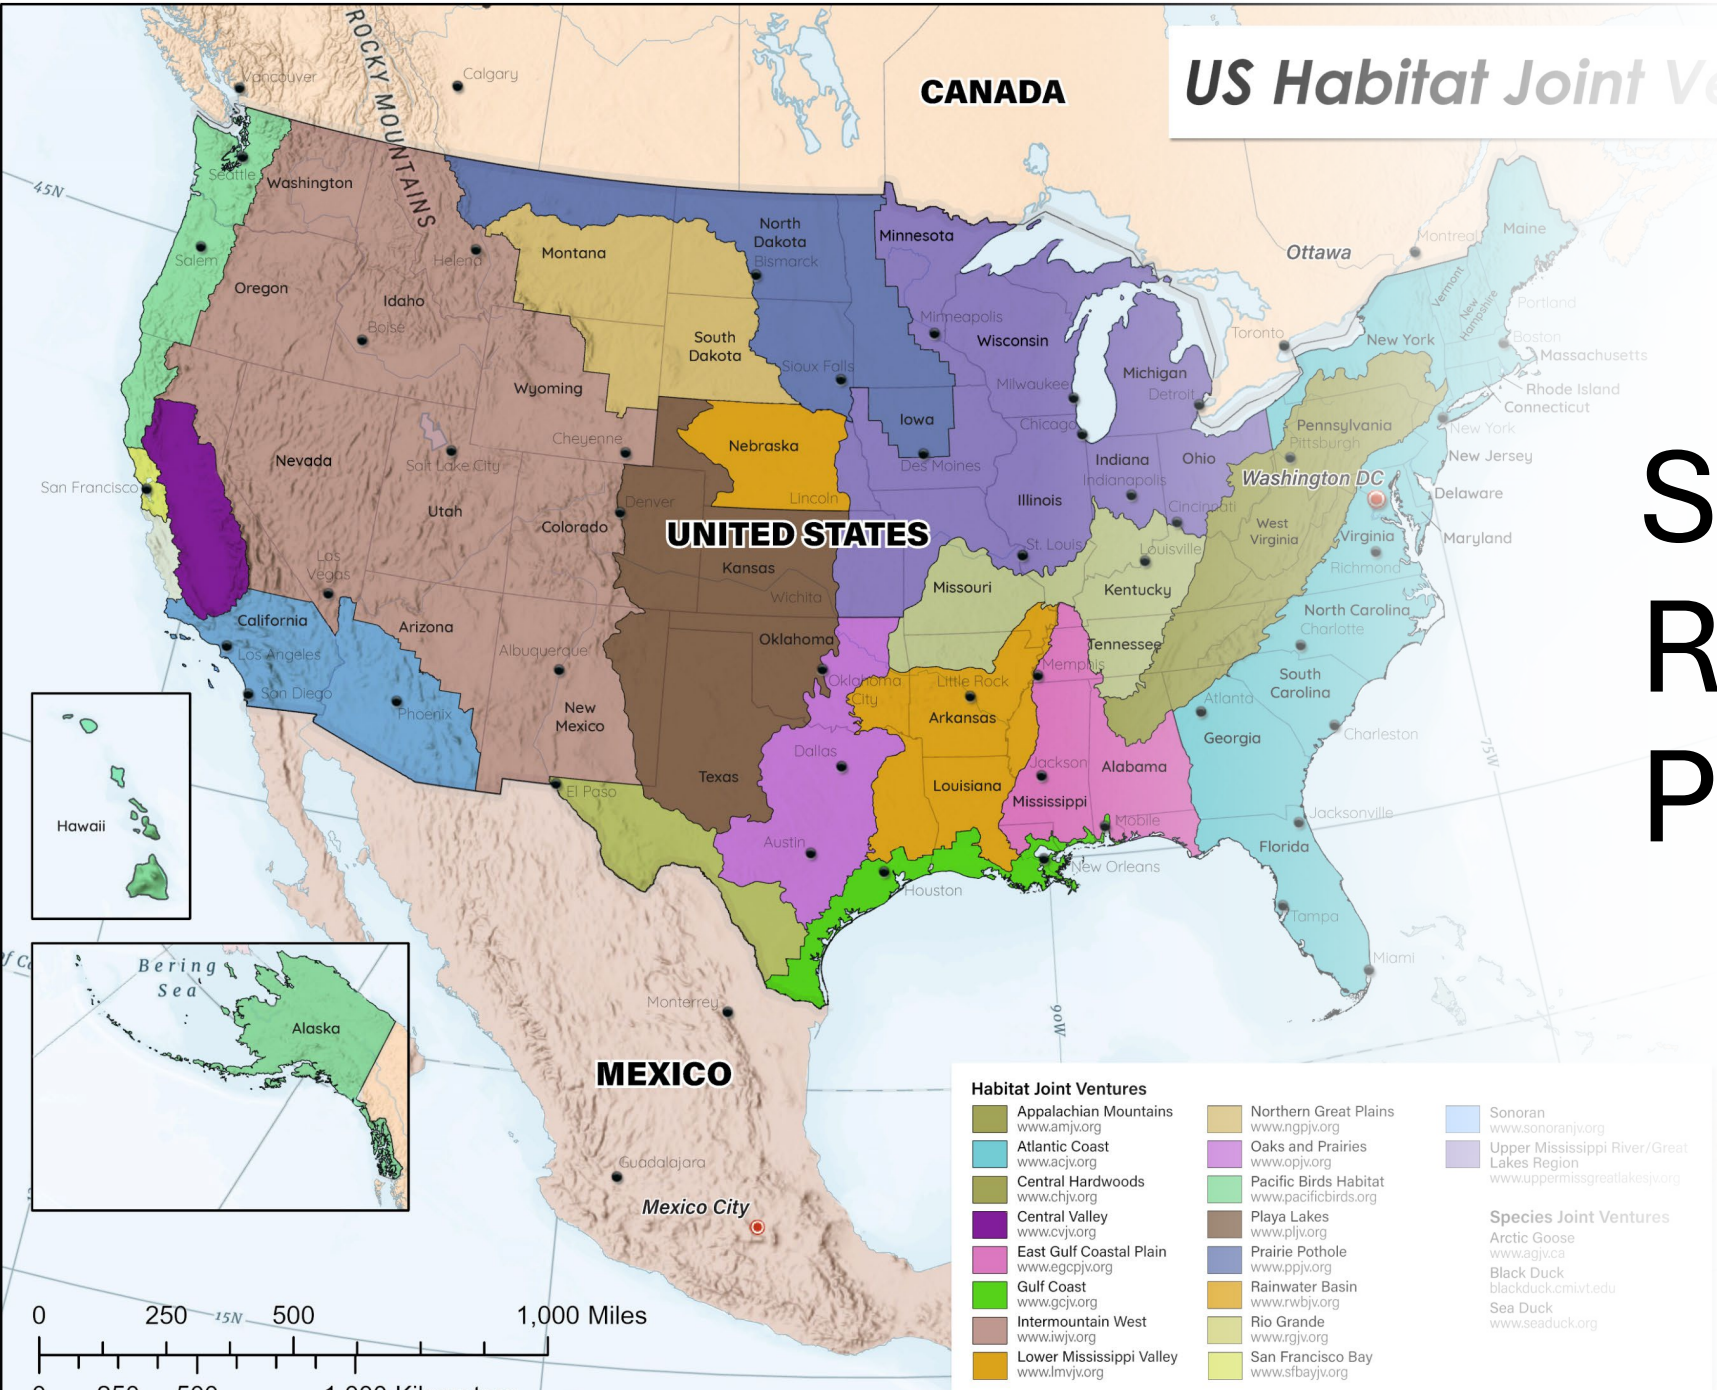 US Habitat Joint Ve
S
R
P
CANADA
ROCKY MOUNTAINS
Vancouver
Calgary
45N
Seattle
Washington
Salem
Oregon
Helena
Montana
Idaho
Boise
North
Dakota
Bismarck
Minnesota
Minneapolis
South
Dakota
Sioux Falls
Wisconsin
Milwaukee
Michigan
Detroit
Chicago
Ottawa
Montreal
Maine
Vermont
New
Hampshire
Portland
Toronto
New York
Boston
Massachusetts
Rhode Island
Connecticut
New York
New Jersey
Delaware
Maryland
Wyoming
Cheyenne
Nebraska
Lincoln
Iowa
Des Moines
Illinois
Indiana
Indianapolis
Ohio
Cincinnati
Pennsylvania
Pittsburgh
Washington DC
West
Virginia
Virginia
Richmond
Nevada
Salt Lake City
Utah
Colorado
Denver
San Francisco
UNITED STATES
Kansas
Wichita
St. Louis
Missouri
Louisville
Kentucky
Las
Vegas
California
Los Angeles
San Diego
Arizona
Phoenix
Albuquerque
New
Mexico
Oklahoma
Oklahoma
City
Little Rock
Arkansas
Memphis
Tennessee
North Carolina
Charlotte
South
Carolina
Atlanta
Georgia
Charleston
75W
Texas
Dallas
El Paso
Austin
Louisiana
Jackson
Mississippi
Alabama
Mobile
New Orleans
Houston
Jacksonville
Florida
Tampa
Miami
Hawaii
Bering
Sea
Alaska
of C
Monterrey
90W
MEXICO
Guadalajara
Mexico City
15N
0 250 500 1,000 Miles
Habitat Joint Ventures
Appalachian Mountains
www.amjv.org
Atlantic Coast
www.acjv.org
Central Hardwoods
www.chjv.org
Central Valley
www.cvjv.org
East Gulf Coastal Plain
www.egcpjv.org
Gulf Coast
www.gcjv.org
Intermountain West
www.iwjv.org
Lower Mississippi Valley
www.lmvjv.org
Northern Great Plains
www.ngpjv.org
Oaks and Prairies
www.opjv.org
Pacific Birds Habitat
www.pacificbirds.org
Playa Lakes
www.pljv.org
Prairie Pothole
www.ppjv.org
Rainwater Basin
www.rwbjv.org
Rio Grande
www.rgjv.org
San Francisco Bay
www.sfbayjv.org
Sonoran
www.sonoranjv.org
Upper Mississippi River/Great
Lakes Region
www.uppermissgreatlakesjv.org
Species Joint Ventures
Arctic Goose
www.agjv.ca
Black Duck
blackduck.cmi.vt.edu
Sea Duck
www.seaduck.org